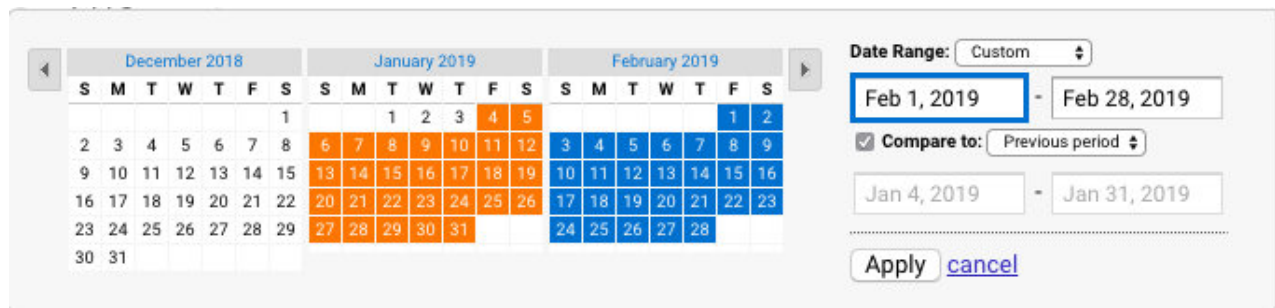 December 2018
S M T W T F S
1
2 3 4 5 6 7 8
9 10 11 12 13 14 15
16 17 18 19 20 21 22
23 24 25 26 27 28 29
30 31
January 2019
S M T W T F S
1 2 3 4 5
6 7 8 9 10 11 12
13 14 15 16 17 18 19
20 21 22 23 24 25 26
27 28 29 30 31
February 2019
S M T W T F S
1 2
3 4 5 6 7 8 9
10 11 12 13 14 15 16
17 18 19 20 21 22 23
24 25 26 27 28
Date Range: Custom
Feb 1, 2019 - Feb 28, 2019
Compare to: Previous period
Jan 4, 2019 - Jan 31, 2019
Apply cancel